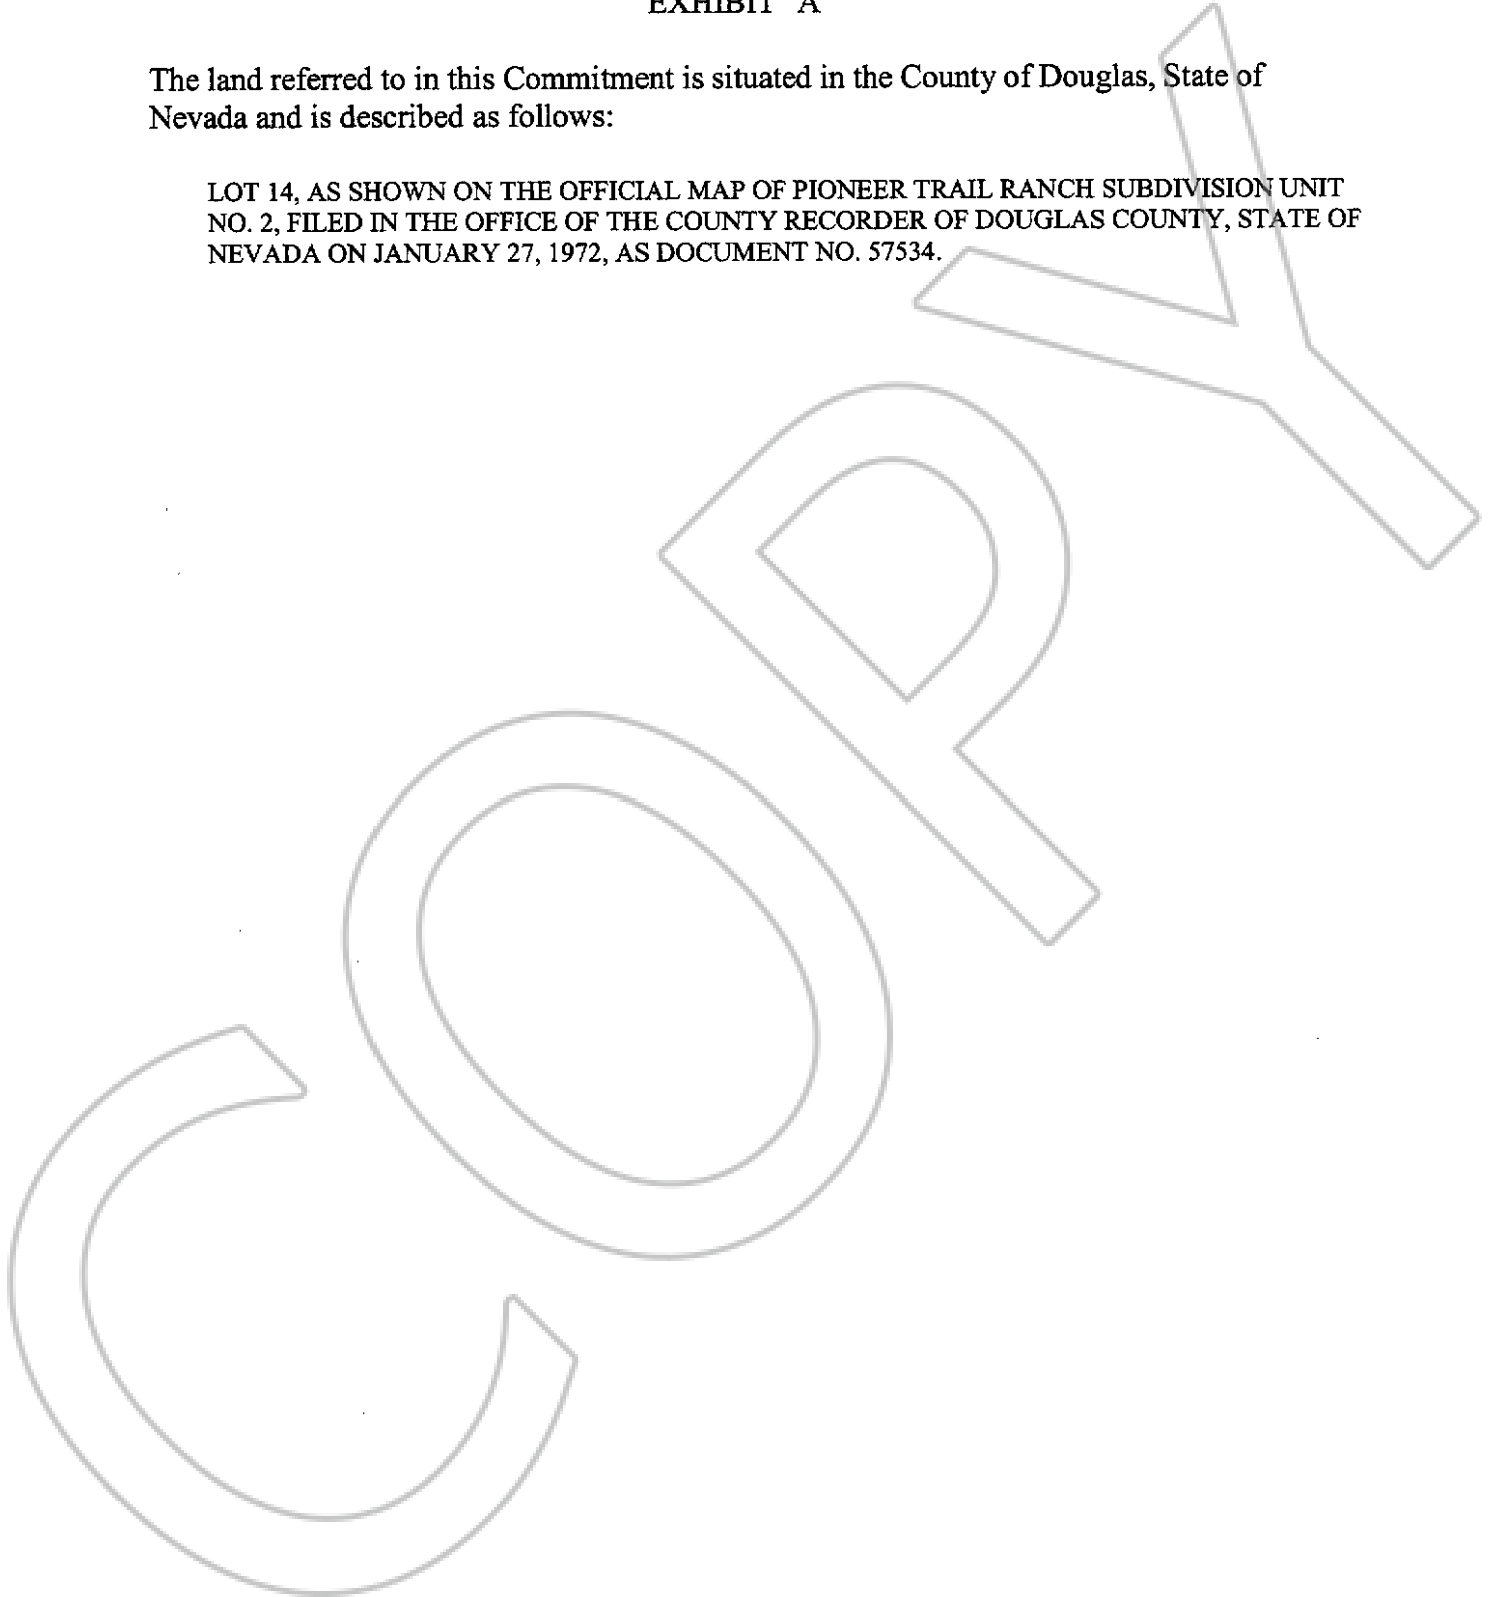 EXHIBIT A
The land referred to in this Commitment is situated in the County of Douglas, State of
Nevada and is described as follows:
LOT 14, AS SHOWN ON THE OFFICIAL MAP OF PIONEER TRAIL RANCH SUBDIVISION UNIT
NO. 2, FILED IN THE OFFICE OF THE COUNTY RECORDER OF DOUGLAS COUNTY, STATE OF
NEVADA ON JANUARY 27, 1972, AS DOCUMENT NO. 57534.
COPY